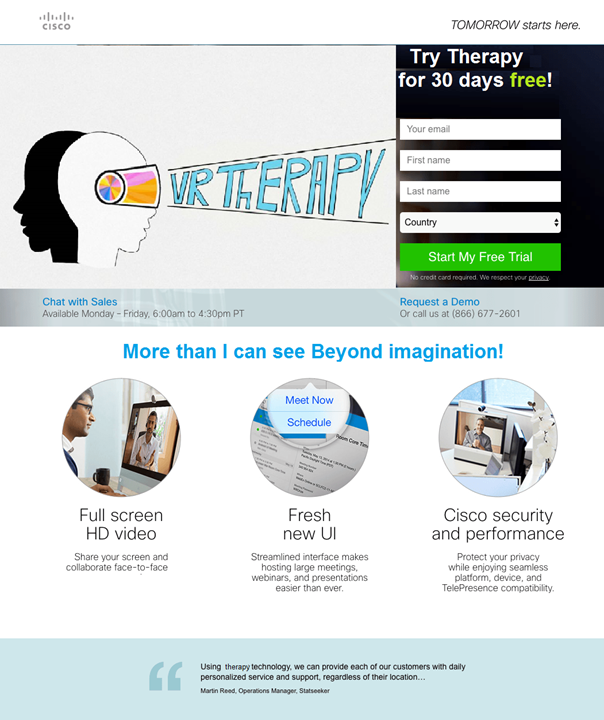 CISCO
TOMORROW starts here.
Try Therapy
for 30 days free!
VR THERAPY
Your email
First name
Last name
Country
Start My Free Trial
No credit card required. We respect your privacy.
Chat with Sales
Available Monday - Friday, 6:00am to 4:30pm PT
Request a Demo
Or call us at (866) 677-2601
More than I can see Beyond imagination!
Meet Now
Schedule
Full screen
HD video
Share your screen and
collaborate face-to-face
Fresh
new UI
Streamlined interface makes
hosting large meetings,
webinars, and presentations
easier than ever.
Cisco security
and performance
Protect your privacy
while enjoying seamless
platform, device, and
TelePresence compatibility.
Using therapy technology, we can provide each of our customers with daily
personalized service and support, regardless of their location…
Martin Reed, Operations Manager, Statseeker